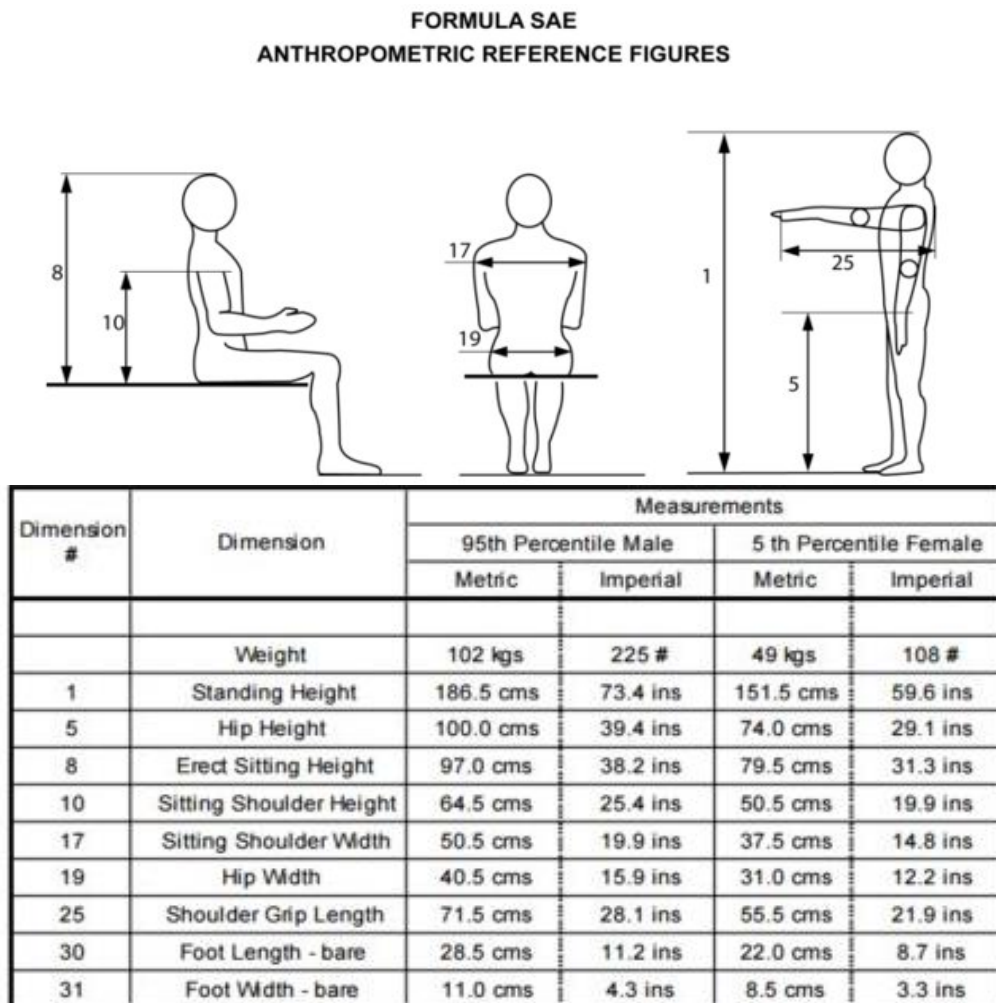 FORMULA SAE
ANTHROPOMETRIC REFERENCE FIGURES
8
10
17
19
1
25
5
Dimension # Dimension Measurements
95th Percentile Male 5 th Percentile Female
Metric Imperial Metric Imperial
Weight 102 kgs 225 # 49 kgs 108 #
1 Standing Height 186.5 cms 73.4 ins 151.5 cms 59.6 ins
5 Hip Height 100.0 cms 39.4 ins 74.0 cms 29.1 ins
8 Erect Sitting Height 97.0 cms 38.2 ins 79.5 cms 31.3 ins
10 Sitting Shoulder Height 64.5 cms 25.4 ins 50.5 cms 19.9 ins
17 Sitting Shoulder Width 50.5 cms 19.9 ins 37.5 cms 14.8 ins
19 Hip Width 40.5 cms 15.9 ins 31.0 cms 12.2 ins
25 Shoulder Grip Length 71.5 cms 28.1 ins 55.5 cms 21.9 ins
30 Foot Length - bare 28.5 cms 11.2 ins 22.0 cms 8.7 ins
31 Foot Width - bare 11.0 cms 4.3 ins 8.5 cms 3.3 ins